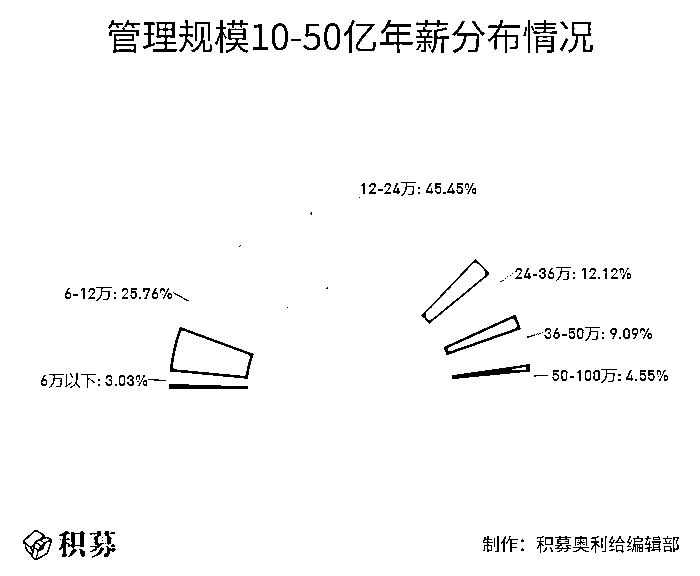 管理规模10-50亿年薪分布情况
12-24万: 45.45%
24-36万: 12.12%
6-12万: 25.76%
36-50万: 9.09%
6万以下: 3.03%
50-100万: 4.55%
积募
制作：积募奥利给编辑部